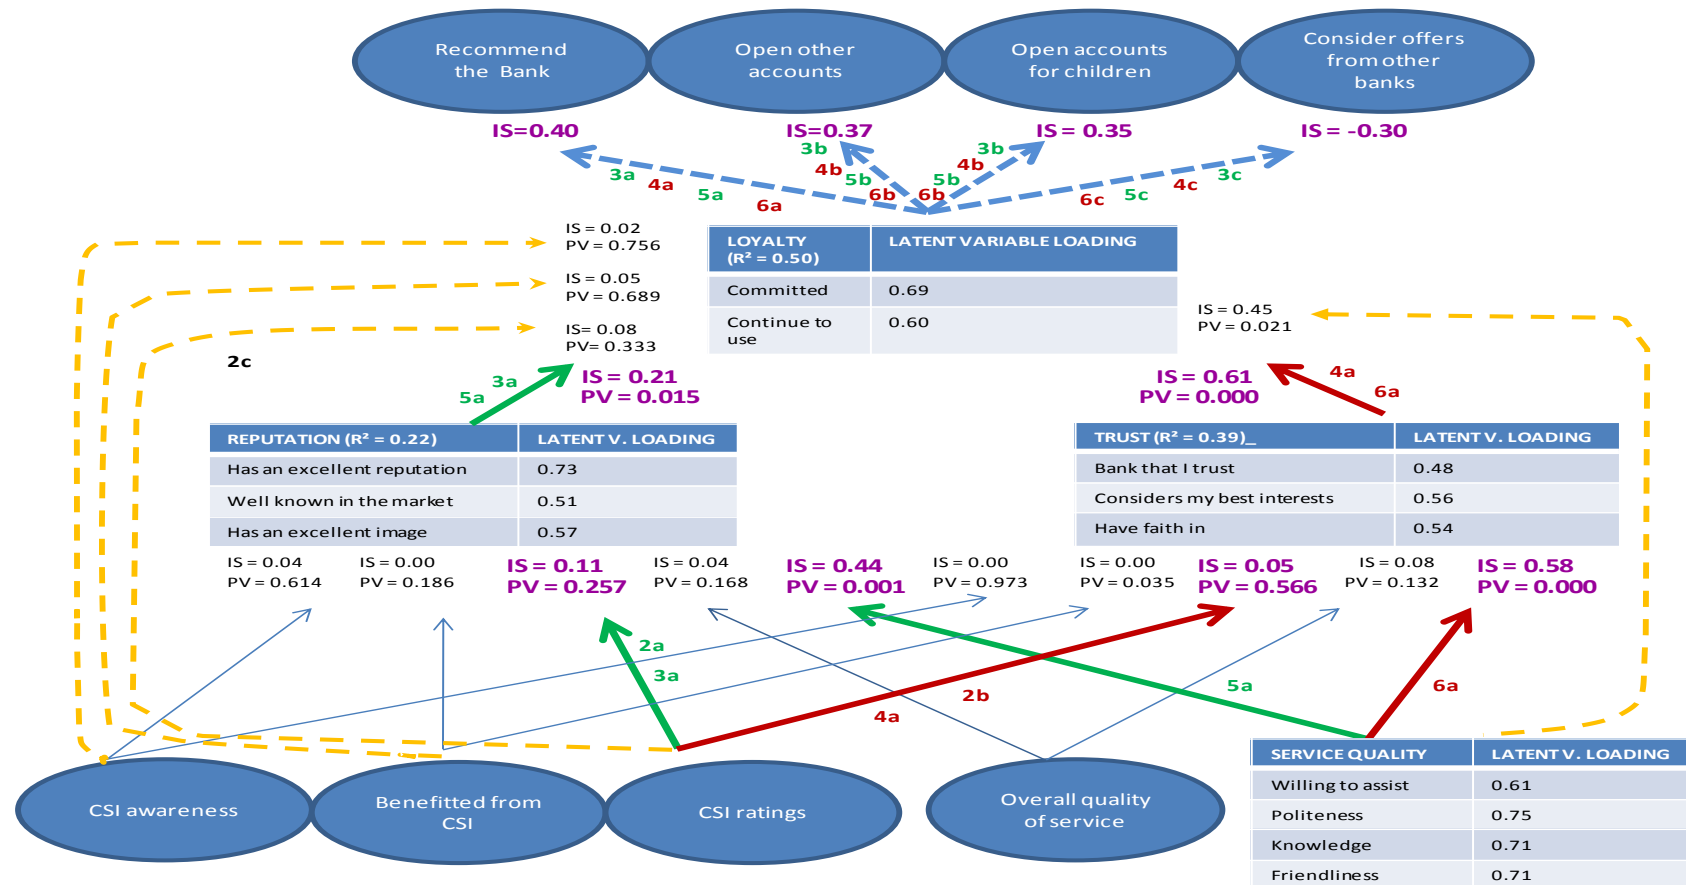 Recommend
the Bank
Open other
accounts
Open accounts
for children
Consider offers
from other
banks
IS=0.40
IS=0.37
IS = 0.35
IS = -0.30
3a
4a
5a
6a
3b
4b
5b
6b
3b
4b
5b
6b
6c
5c
4c
3c
IS = 0.02
PV = 0.756
IS = 0.05
PV = 0.689
IS= 0.08
PV= 0.333
2c
LOYALTY
(R² = 0.50)
LATENT VARIABLE LOADING
Committed
0.69
Continue to
use
0.60
IS = 0.45
PV = 0.021
3a
5a
IS = 0.21
PV = 0.015
IS = 0.61
PV = 0.000
4a
6a
REPUTATION (R² = 0.22)
LATENT V. LOADING
Has an excellent reputation
0.73
Well known in the market
0.51
Has an excellent image
0.57
TRUST (R² = 0.39)_
LATENT V. LOADING
Bank that I trust
0.48
Considers my best interests
0.56
Have faith in
0.54
IS = 0.04
PV = 0.614
IS = 0.00
PV = 0.186
IS = 0.11
PV = 0.257
IS = 0.04
PV = 0.168
IS = 0.44
PV = 0.001
IS = 0.00
PV = 0.973
IS = 0.00
PV = 0.035
IS = 0.05
PV = 0.566
IS = 0.08
PV = 0.132
IS = 0.58
PV = 0.000
2a
3a
4a
2b
5a
6a
CSI awareness
Benefitted from
CSI
CSI ratings
Overall quality
of service
SERVICE QUALITY
LATENT V. LOADING
Willing to assist
0.61
Politeness
0.75
Knowledge
0.71
Friendliness
0.71